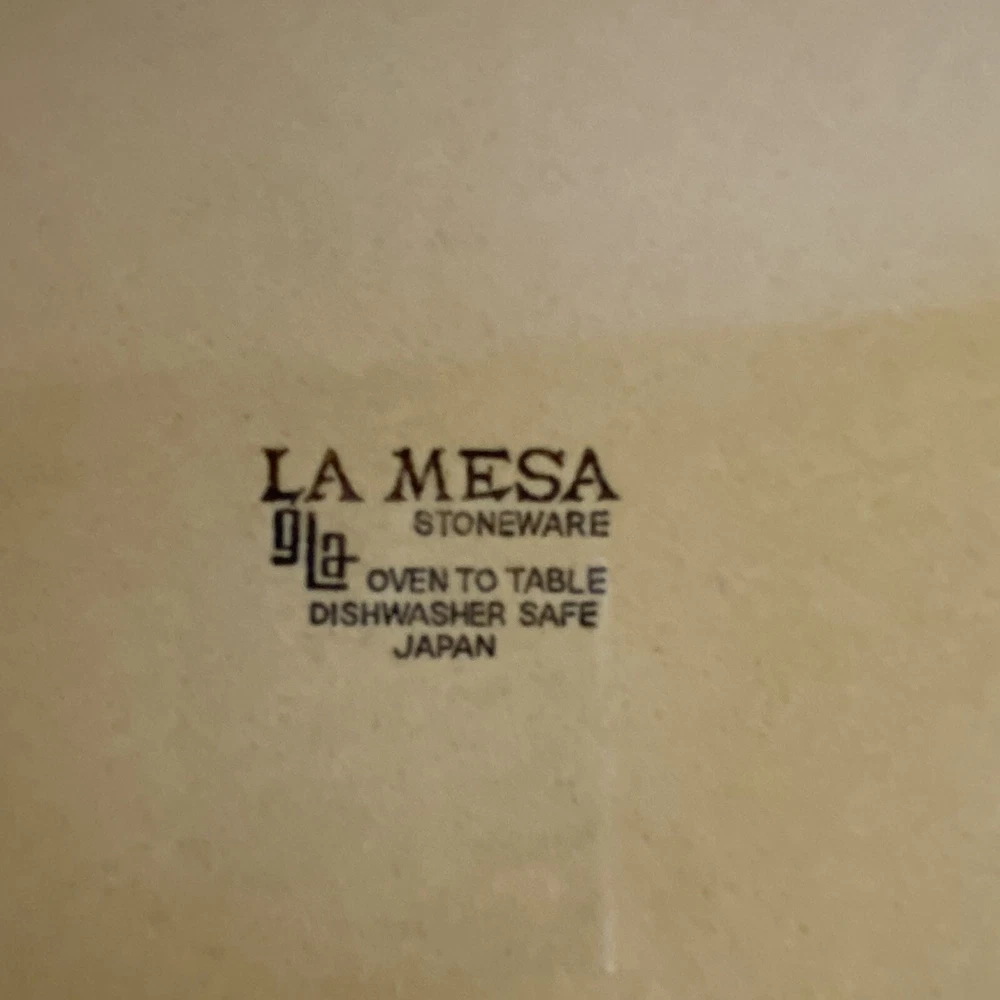 LA MESA
STONEWARE
gla
OVEN TO TABLE
DISHWASHER SAFE
JAPAN